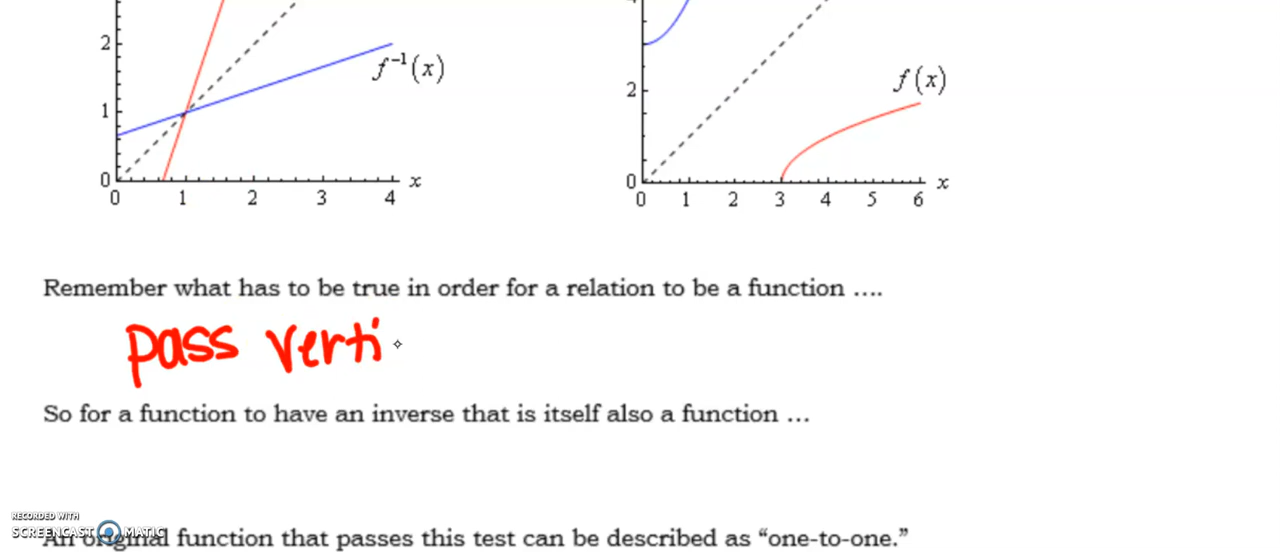 4
2
1
0
0 1 2 3 4 x
f⁻¹(x)
2
0
0 1 2 3 4 5 6 x
f(x)
Remember what has to be true in order for a relation to be a function ….
pass verti
So for a function to have an inverse that is itself also a function …
RECORDED WITH
SCREENCAST MATIC
An original function that passes this test can be described as “one-to-one.”